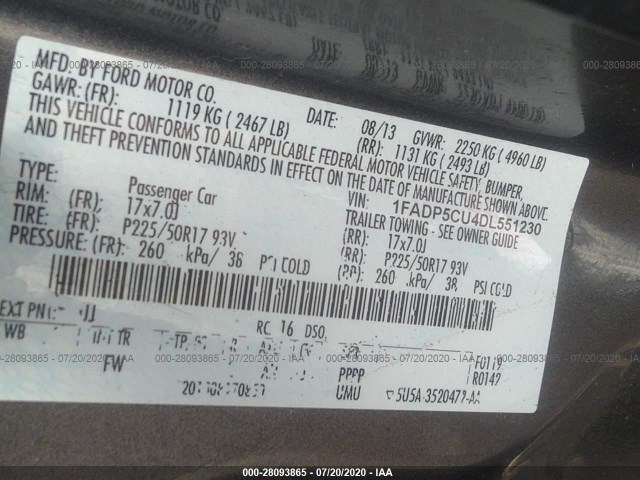 MFD. BY FORD MOTOR CO.
DATE: 08/13 GVWR: 2250 KG ( 4960 LB)
GAWR: (FR): 1119 KG ( 2467 LB) (RR): 1131 KG ( 2493 LB)
THIS VEHICLE CONFORMS TO ALL APPLICABLE FEDERAL MOTOR VEHICLE SAFETY, BUMPER,
AND THEFT PREVENTION STANDARDS IN EFFECT ON THE DATE OF MANUFACTURE SHOWN ABOVE.
VIN: 1FADP5CU4DL551230
TYPE: Passenger Car TRAILER TOWING - SEE OWNER GUIDE
RIM: (FR): 17x7.0J (RR): 17x7.0J
TIRE: (FR): P225/50R17 93V (RR): P225/50R17 93V
PRESSURE: (FR): 260 kPa/ 38 PSI COLD (RR): 260 kPa/ 38 PSI COLD
EXT PNT: JJ RC: 16 DSO:
WB TR
FW PPPP F0119
UMU R0142
5U5A-3520472-AA
000-28093865 - 07/20/2020 - IAA